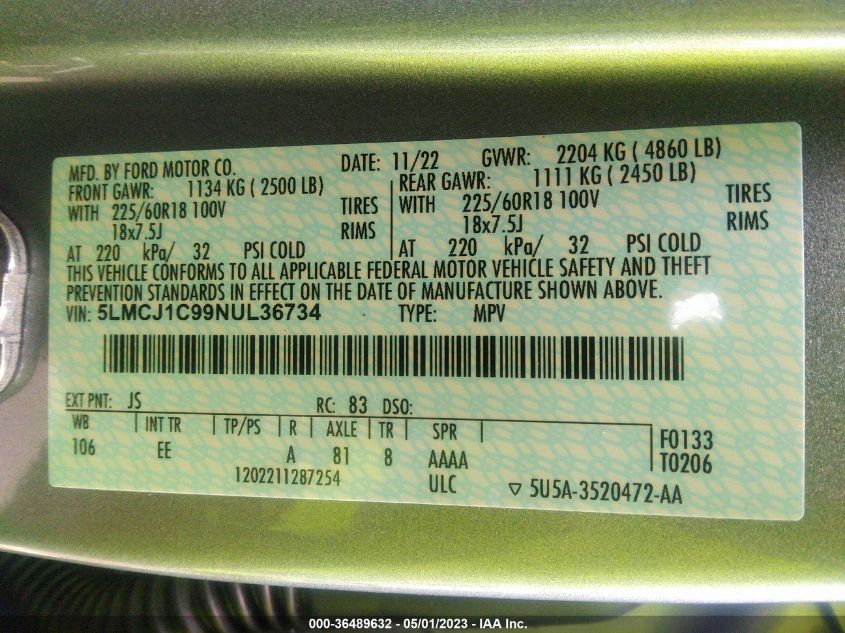 MFD. BY FORD MOTOR CO. DATE: 11/22 GVWR: 2204 KG ( 4860 LB)
FRONT GAWR: 1134 KG ( 2500 LB) REAR GAWR: 1111 KG ( 2450 LB)
WITH 225/60R18 100V TIRES WITH 225/60R18 100V TIRES
18x7.5J RIMS 18x7.5J RIMS
AT 220 kPa/ 32 PSI COLD AT 220 kPa/ 32 PSI COLD
THIS VEHICLE CONFORMS TO ALL APPLICABLE FEDERAL MOTOR VEHICLE SAFETY AND THEFT
PREVENTION STANDARDS IN EFFECT ON THE DATE OF MANUFACTURE SHOWN ABOVE.
VIN: 5LMCJ1C99NUL36734 TYPE: MPV
EXT PNT: JS RC: 83 DSO:
WB INT TR TP/PS R AXLE TR SPR F0133
106 EE A 81 8 AAAA T0206
1202211287254 ULC ▽ 5U5A-3520472-AA
000-36489632 - 05/01/2023 - IAA Inc.